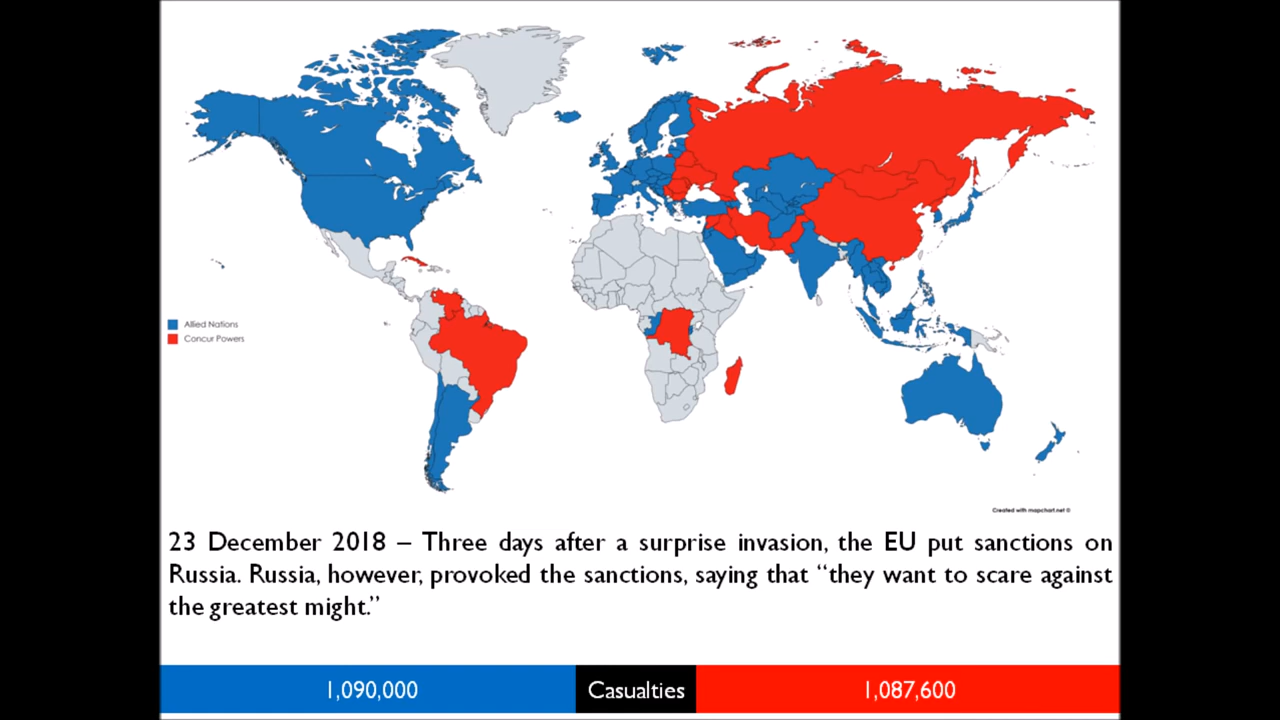 Allied Nations
Concur Powers
Created with mapchart.net ©
23 December 2018 – Three days after a surprise invasion, the EU put sanctions on
Russia. Russia, however, provoked the sanctions, saying that “they want to scare against
the greatest might.”
1,090,000 Casualties 1,087,600